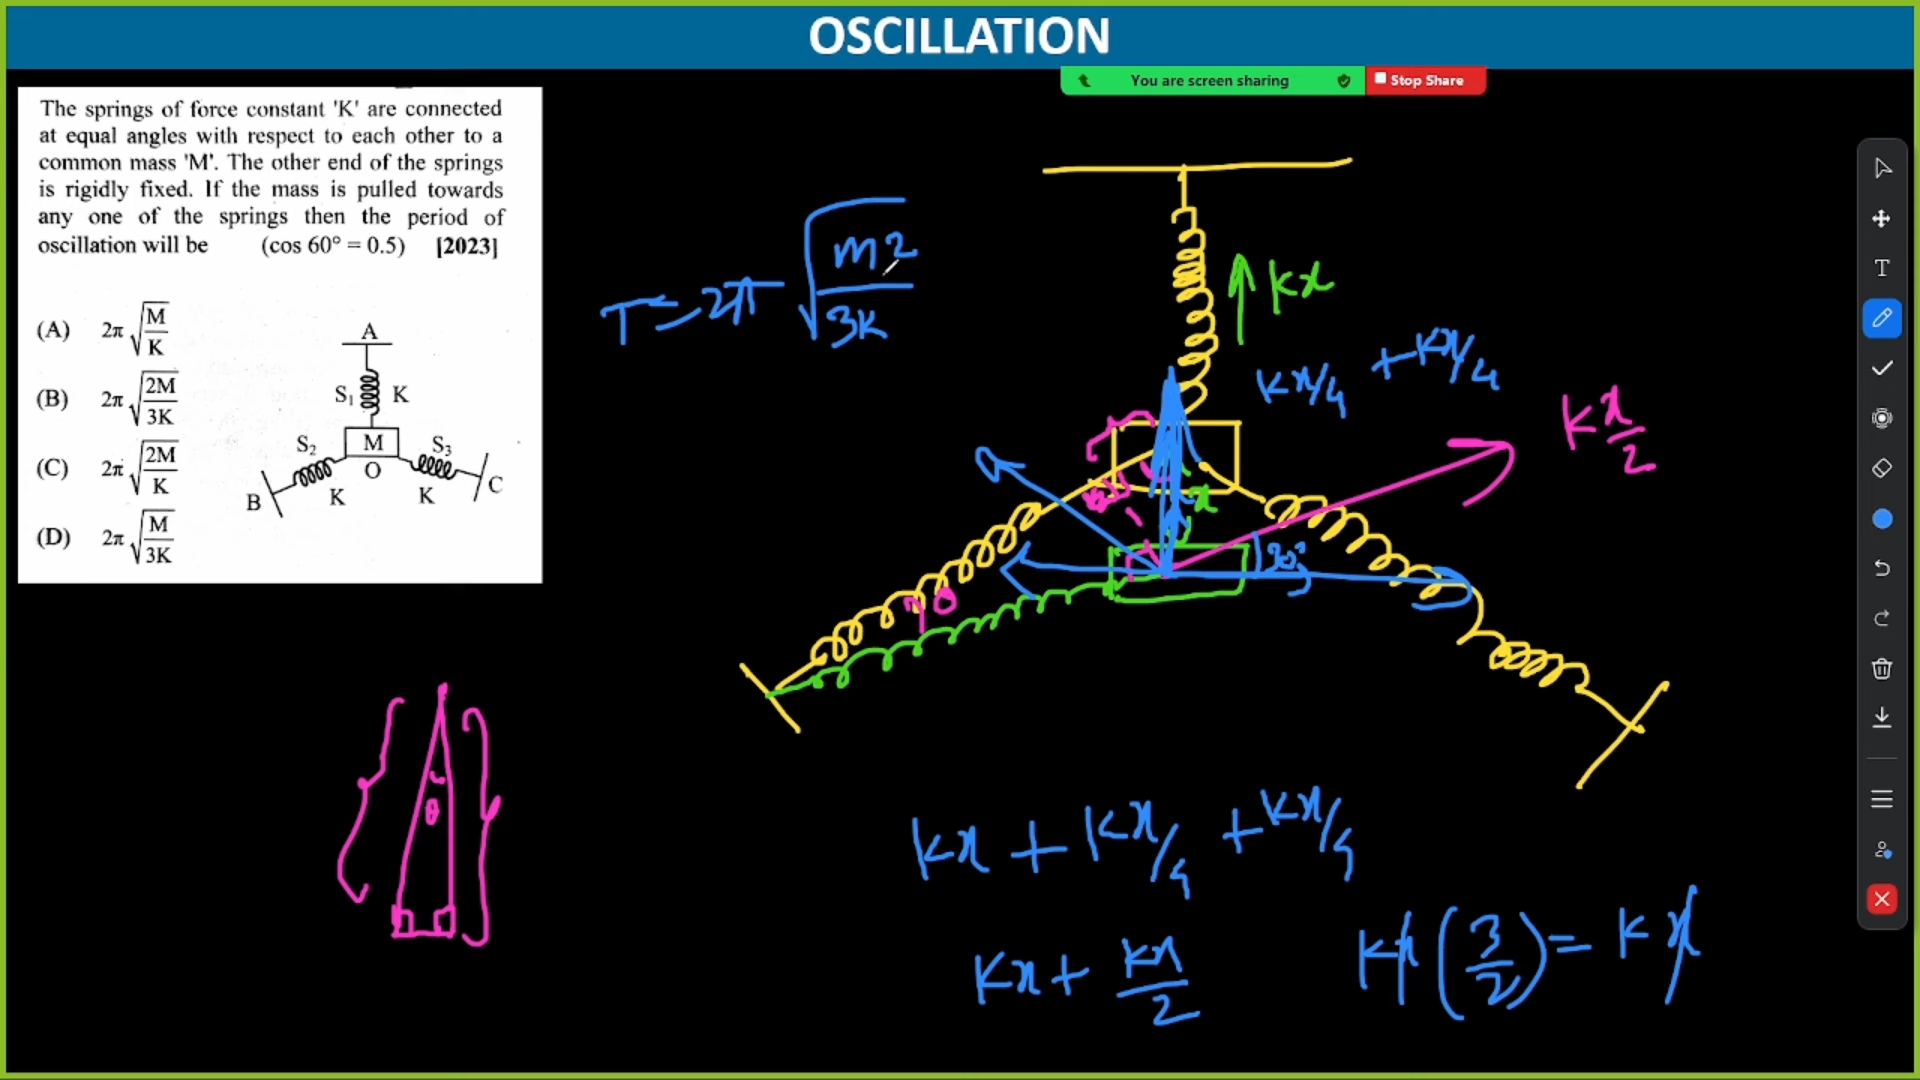 OSCILLATION
You are screen sharing
Stop Share
The springs of force constant 'K' are connected
at equal angles with respect to each other to a
common mass 'M'. The other end of the springs
is rigidly fixed. If the mass is pulled towards
any one of the springs then the period of
oscillation will be (cos 60° = 0.5) [2023]
(A) 2π √M/K
(B) 2π √2M/3K
(C) 2π √2M/K
(D) 2π √M/3K
A
S₁ K
S₂ M S₃
O
B K K C
T = 2π √m2/3K
kx
kx/4 + kx/4
k x/2
x
30°
θ
θ
kx + kx/4 + kx/4
kx + kx/2
kx (3/2) = kx
T